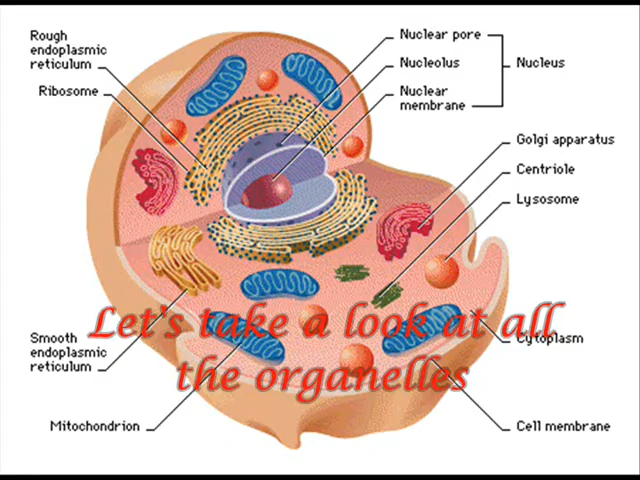 Rough
endoplasmic
reticulum
Ribosome
Nuclear pore
Nucleolus
Nuclear
membrane
Nucleus
Golgi apparatus
Centriole
Lysosome
Let's take a look at all
the organelles
Smooth
endoplasmic
reticulum
Mitochondrion
Cytoplasm
Cell membrane